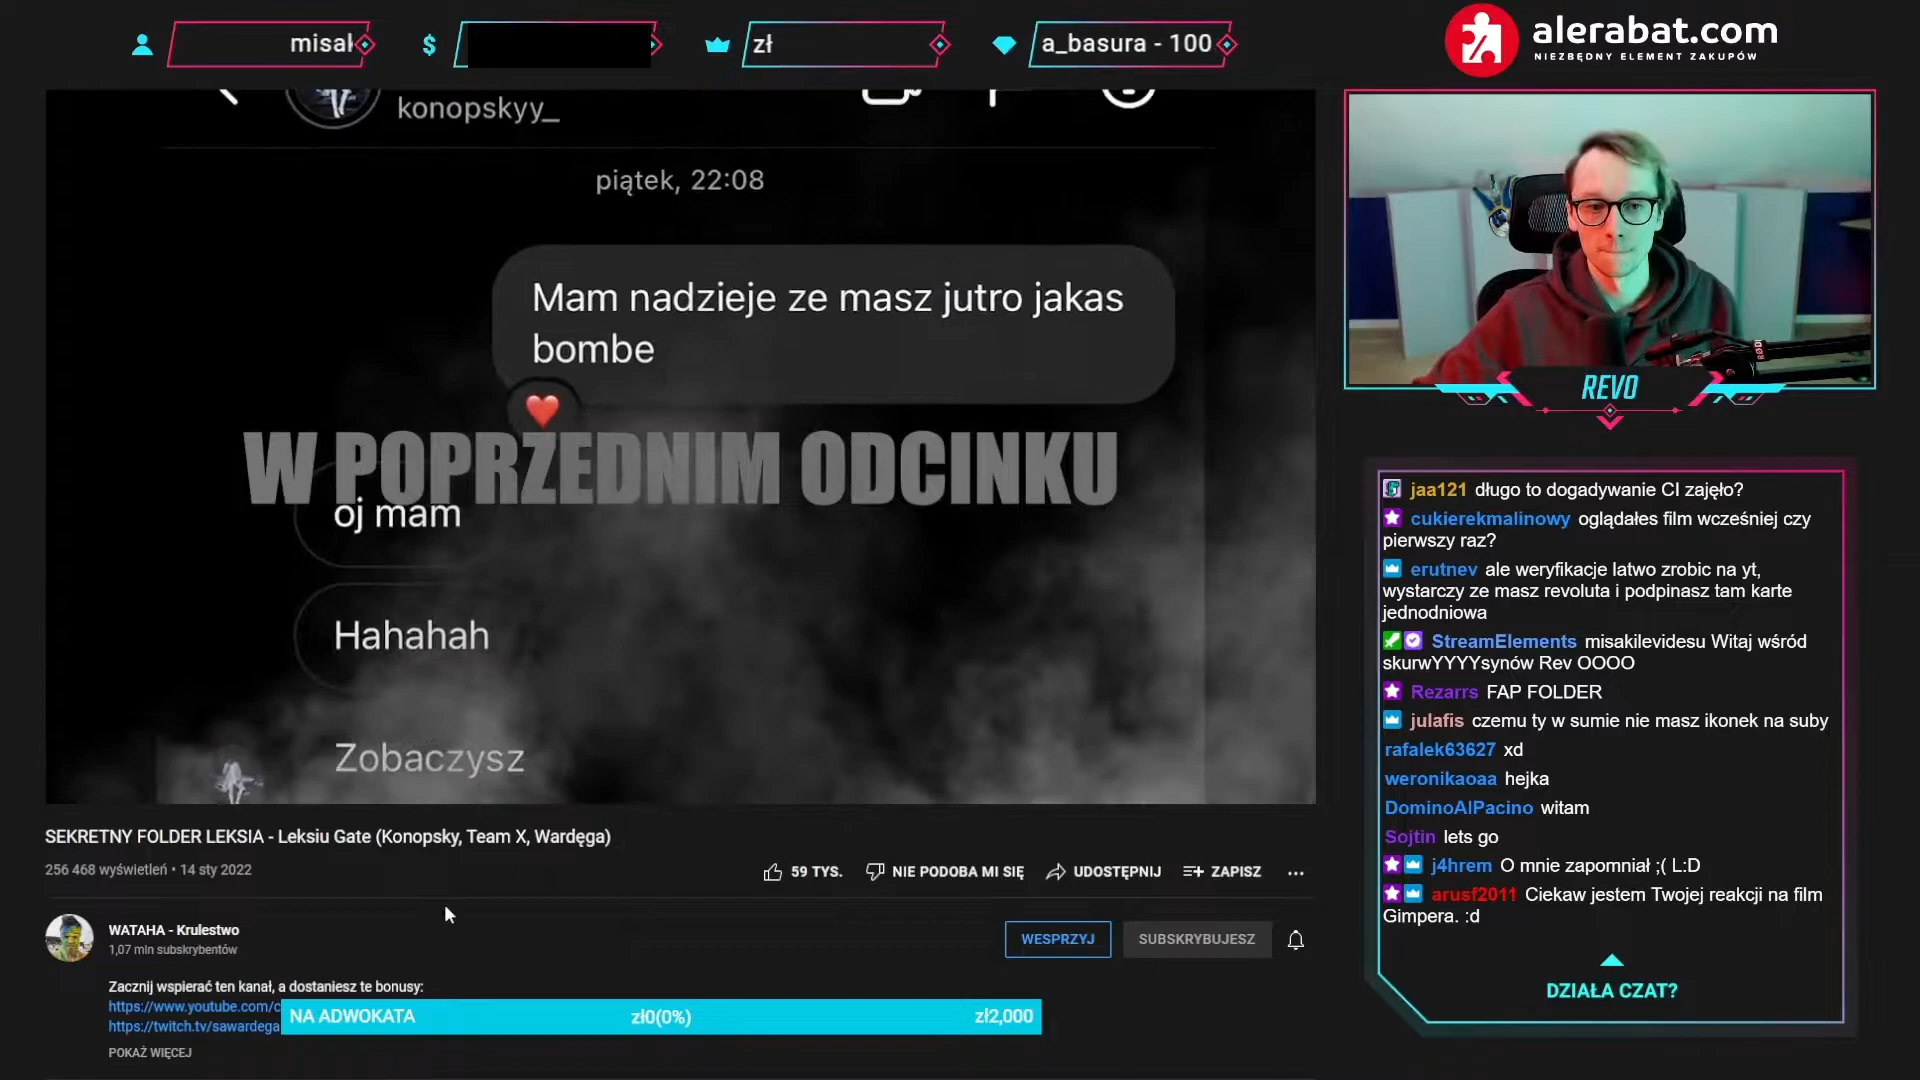 misak
$
zł
a_basura - 100
alerabat.com
NIEZBĘDNY ELEMENT ZAKUPÓW
konopskyy_
piątek, 22:08
Mam nadzieje ze masz jutro jakas
bombe
W POPRZEDNIM ODCINKU
oj mam
Hahahah
Zobaczysz
SEKRETNY FOLDER LEKSIA - Leksiu Gate (Konopsky, Team X, Wardęga)
256 468 wyświetleń • 14 sty 2022
59 TYS.
NIE PODOBA MI SIĘ
UDOSTĘPNIJ
ZAPISZ
WATAHA - Krulestwo
1,07 mln subskrybentów
WESPRZYJ
SUBSKRYBUJESZ
Zacznij wspierać ten kanał, a dostaniesz te bonusy:
https://www.youtube.com/c
https://twitch.tv/sawardega
NA ADWOKATA zł0(0%) zł2,000
POKAŻ WIĘCEJ
RØDE
REVO
jaa121 długo to dogadywanie CI zajęło?
cukierekmalinowy oglądałes film wcześniej czy
pierwszy raz?
erutnev ale weryfikacje latwo zrobic na yt,
wystarczy ze masz revoluta i podpinasz tam karte
jednodniowa
StreamElements misakilevidesu Witaj wśród
skurwYYYYsynów Rev OOOO
Rezarrs FAP FOLDER
julafis czemu ty w sumie nie masz ikonek na suby
rafalek63627 xd
weronikaoaa hejka
DominoAlPacino witam
Sojtin lets go
j4hrem O mnie zapomniał ;( L:D
arusf2011 Ciekaw jestem Twojej reakcji na film
Gimpera. :d
DZIAŁA CZAT?